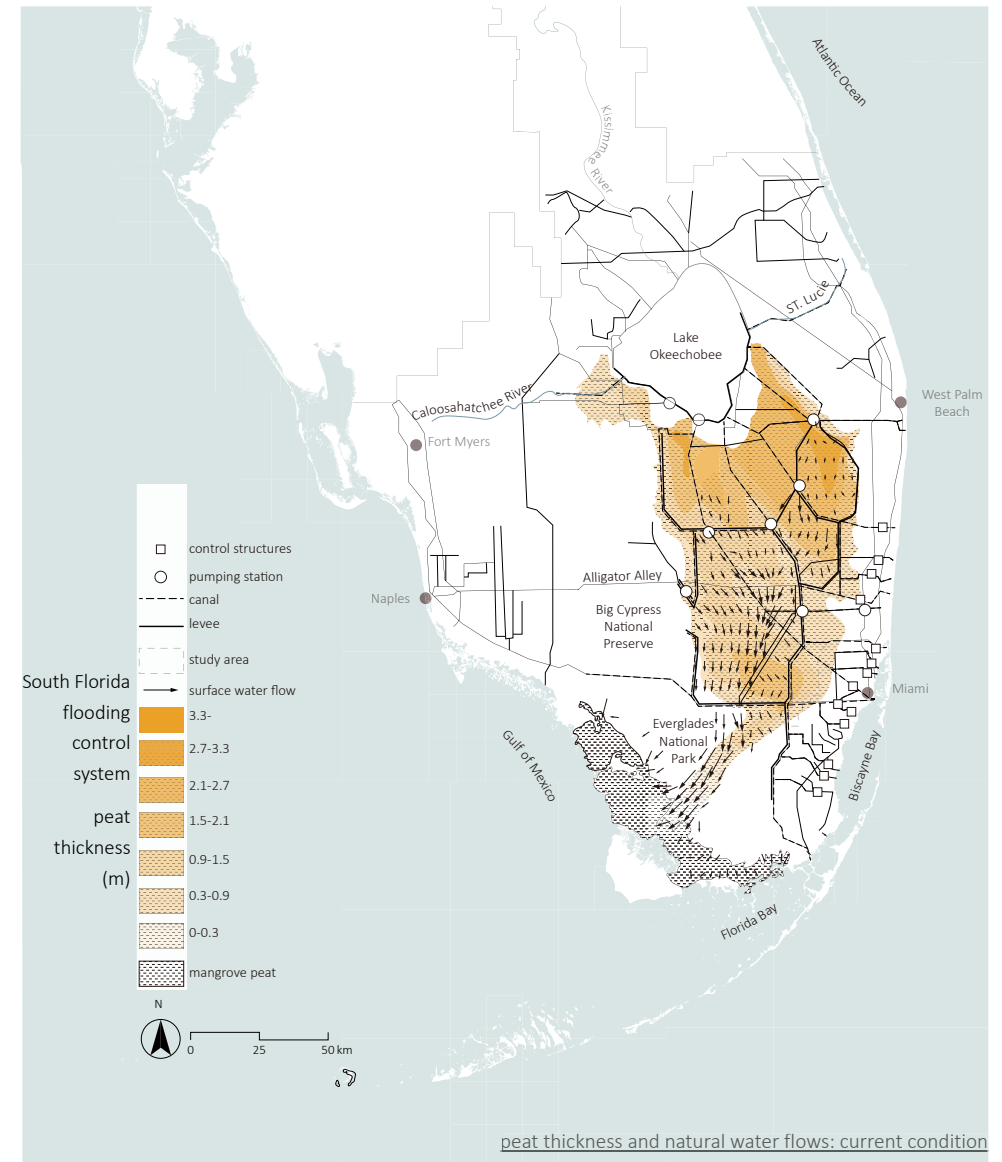 Atlantic Ocean
Kissimmee River
ST. Lucie
Lake
Okeechobee
West Palm
Beach
Caloosahatchee River
Fort Myers
Alligator Alley
Naples
Big Cypress
National
Preserve
Miami
Everglades
National
Park
Gulf of Mexico
Biscayne Bay
Florida Bay
control structures
pumping station
canal
levee
study area
surface water flow
South Florida
flooding
control
system
peat
thickness
(m)
3.3-
2.7-3.3
2.1-2.7
1.5-2.1
0.9-1.5
0.3-0.9
0-0.3
mangrove peat
N
0 25 50 km
peat thickness and natural water flows: current condition